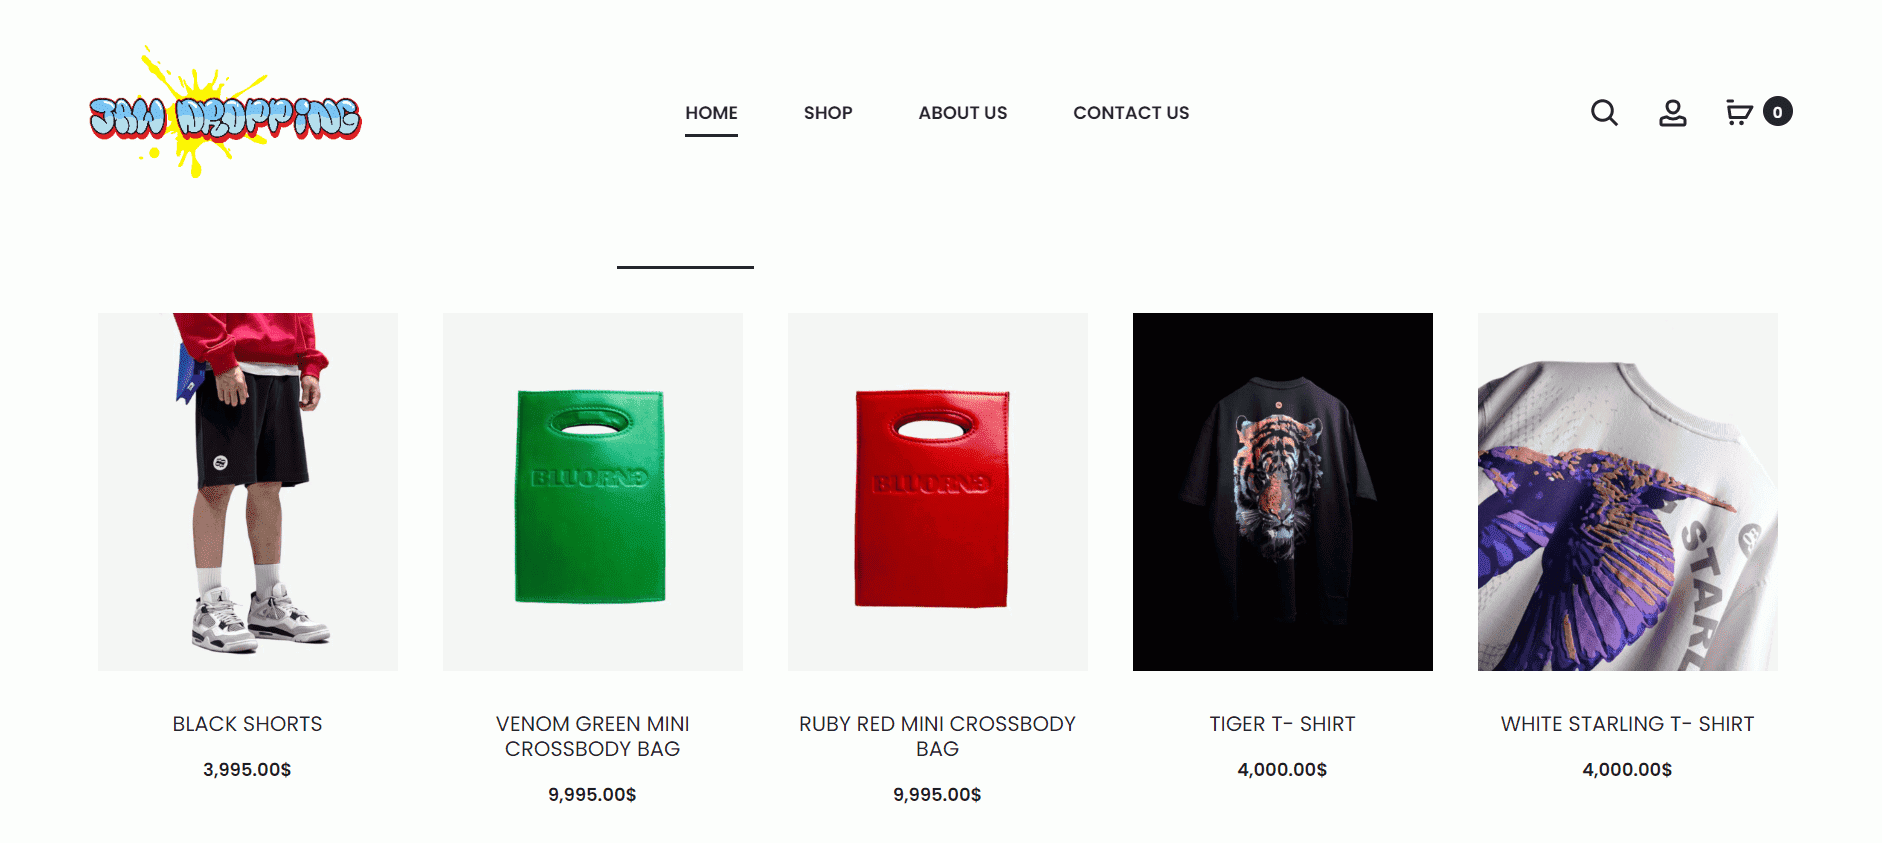 JAW DROPPING
HOME SHOP ABOUT US CONTACT US
0
BLUORNG BLUORNG
STARL
BLACK SHORTS
3,995.00$
VENOM GREEN MINI
CROSSBODY BAG
9,995.00$
RUBY RED MINI CROSSBODY
BAG
9,995.00$
TIGER T- SHIRT
4,000.00$
WHITE STARLING T- SHIRT
4,000.00$